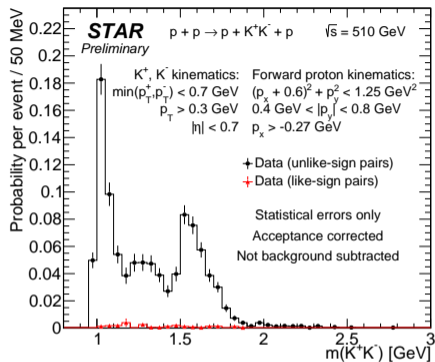 STAR
Preliminary
p + p → p + K⁺K⁻ + p
√s = 510 GeV
K⁺, K⁻ kinematics:
min(p_T⁺,p_T⁻) < 0.7 GeV
p_T > 0.3 GeV
|η| < 0.7
Forward proton kinematics:
(p_x + 0.6)² + p_y² < 1.25 GeV²
0.4 GeV < |p_y| < 0.8 GeV
p_x > -0.27 GeV
Data (unlike-sign pairs)
Data (like-sign pairs)
Statistical errors only
Acceptance corrected
Not background subtracted
Probability per event / 50 MeV
0.22
0.2
0.18
0.16
0.14
0.12
0.1
0.08
0.06
0.04
0.02
0
1
1.5
2
2.5
3
m(K⁺K⁻) [GeV]